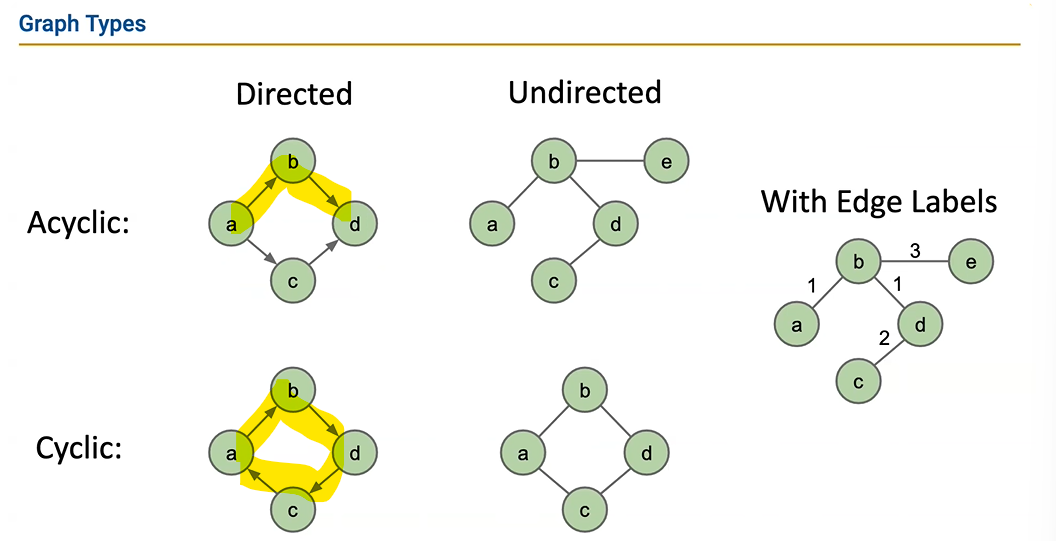 Graph Types
Directed
Undirected
With Edge Labels
Acyclic:
b
a
d
c
b
e
a
d
c
b
3
e
1
1
a
d
2
c
Cyclic:
b
a
d
c
b
a
d
c